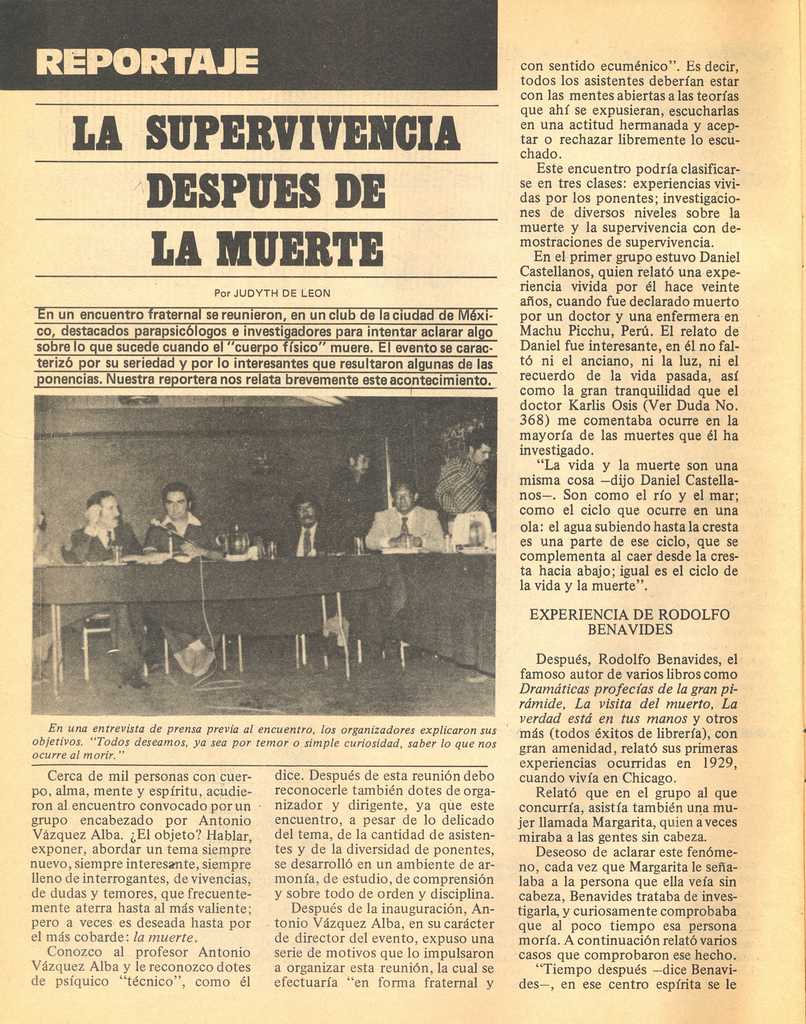 REPORTAJE
LA SUPERVIVENCIA
DESPUES DE
LA MUERTE
Por JUDYTH DE LEON
En un encuentro fraternal se reunieron, en un club de la ciudad de Méxi-
co, destacados parapsicólogos e investigadores para intentar aclarar algo
sobre lo que sucede cuando el "cuerpo físico" muere. El evento se carac-
terizó por su seriedad y por lo interesantes que resultaron algunas de las
ponencias. Nuestra reportera nos relata brevemente este acontecimiento.
En una entrevista de prensa previa al encuentro, los organizadores explicaron sus
objetivos. "Todos deseamos, ya sea por temor o simple curiosidad, saber lo que nos
ocurre al morir."
Cerca de mil personas con cuer-
po, alma, mente y espíritu, acudie-
ron al encuentro convocado por un
grupo encabezado por Antonio
Vázquez Alba. ¿El objeto? Hablar,
exponer, abordar un tema siempre
nuevo, siempre interesante, siempre
lleno de interrogantes, de vivencias,
de dudas y temores, que frecuente-
mente aterra hasta al más valiente;
pero a veces es deseada hasta por
el más cobarde: la muerte.
Conozco al profesor Antonio
Vázquez Alba y le reconozco dotes
de psíquico "técnico", como él
dice. Después de esta reunión debo
reconocerle también dotes de orga-
nizador y dirigente, ya que este
encuentro, a pesar de lo delicado
del tema, de la cantidad de asisten-
tes y de la diversidad de ponentes,
se desarrolló en un ambiente de ar-
monía, de estudio, de comprensión
y sobre todo de orden y disciplina.
Después de la inauguración, An-
tonio Vázquez Alba, en su carácter
de director del evento, expuso una
serie de motivos que lo impulsaron
a organizar esta reunión, la cual se
efectuaría "en forma fraternal y
con sentido ecuménico". Es decir,
todos los asistentes deberían estar
con las mentes abiertas a las teorías
que ahí se expusieran, escucharlas
en una actitud hermanada y acep-
tar o rechazar libremente lo escu-
chado.
Este encuentro podría clasificar-
se en tres clases: experiencias vivi-
das por los ponentes; investigacio-
nes de diversos niveles sobre la
muerte y la supervivencia con de-
mostraciones de supervivencia.
En el primer grupo estuvo Daniel
Castellanos, quien relató una expe-
riencia vivida por él hace veinte
años, cuando fue declarado muerto
por un doctor y una enfermera en
Machu Picchu, Perú. El relato de
Daniel fue interesante, en él no fal-
tó ni el anciano, ni la luz, ni el
recuerdo de la vida pasada, así
como la gran tranquilidad que el
doctor Karlis Osis (Ver Duda No.
368) me comentaba ocurre en la
mayoría de las muertes que él ha
investigado.
"La vida y la muerte son una
misma cosa —dijo Daniel Castella-
nos—. Son como el río y el mar;
como el ciclo que ocurre en una
ola: el agua subiendo hasta la cresta
es una parte de ese ciclo, que se
complementa al caer desde la cres-
ta hacia abajo; igual es el ciclo de
la vida y la muerte".
EXPERIENCIA DE RODOLFO
BENAVIDES
Después, Rodolfo Benavides, el
famoso autor de varios libros como
Dramáticas profecías de la gran pi-
rámide, La visita del muerto, La
verdad está en tus manos y otros
más (todos éxitos de librería), con
gran amenidad, relató sus primeras
experiencias ocurridas en 1929,
cuando vivía en Chicago.
Relató que en el grupo al que
concurría, asistía también una mu-
jer llamada Margarita, quien a veces
miraba a las gentes sin cabeza.
Deseoso de aclarar este fenóme-
no, cada vez que Margarita le seña-
laba a la persona que ella veía sin
cabeza, Benavides trataba de inves-
tigarla, y curiosamente comprobaba
que al poco tiempo esa persona
moría. A continuación relató varios
casos que comprobaron ese hecho.
"Tiempo después —dice Benavi-
des—, en ese centro espírita se le